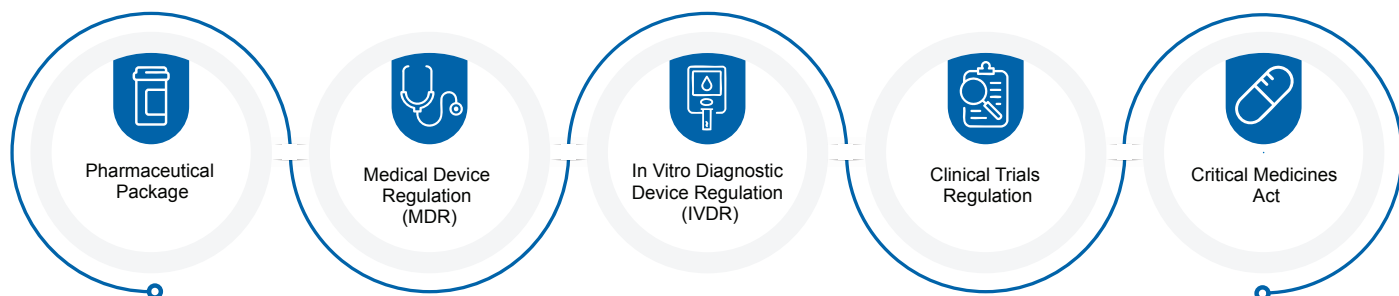 Pharmaceutical
Package
Medical Device
Regulation
(MDR)
In Vitro Diagnostic
Device Regulation
(IVDR)
Clinical Trials
Regulation
Critical Medicines
Act